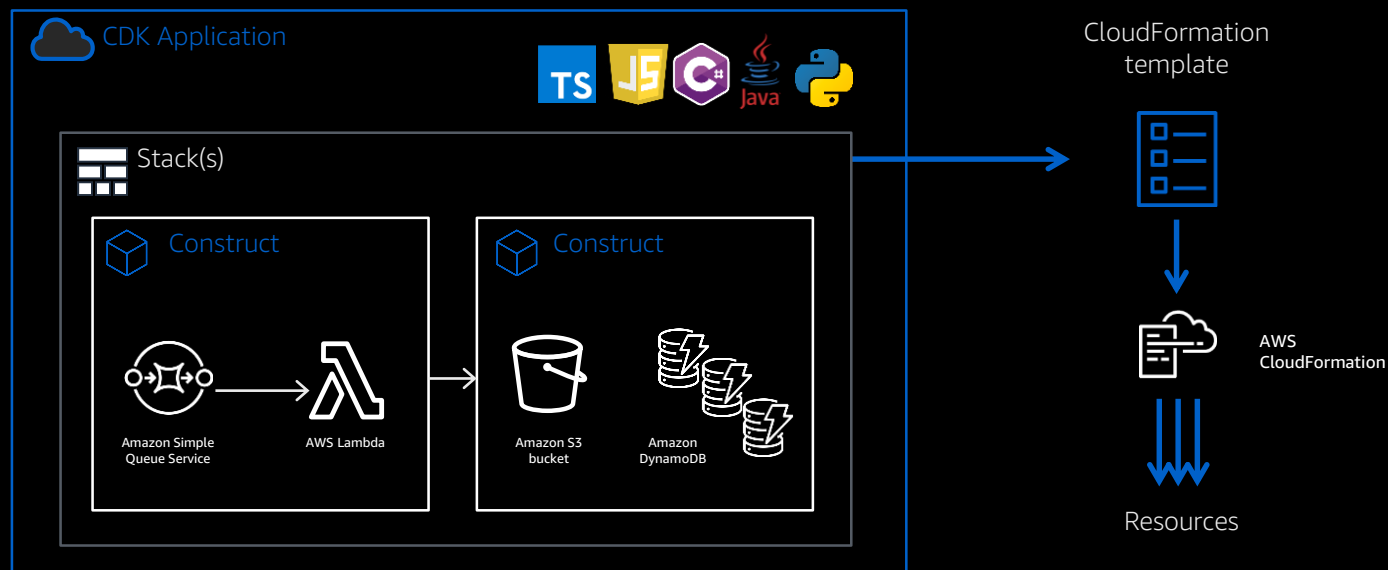 CDK Application
TS
JS
C#
Java
Stack(s)
Construct
Amazon Simple
Queue Service
AWS Lambda
Construct
Amazon S3
bucket
Amazon
DynamoDB
CloudFormation
template
AWS
CloudFormation
Resources